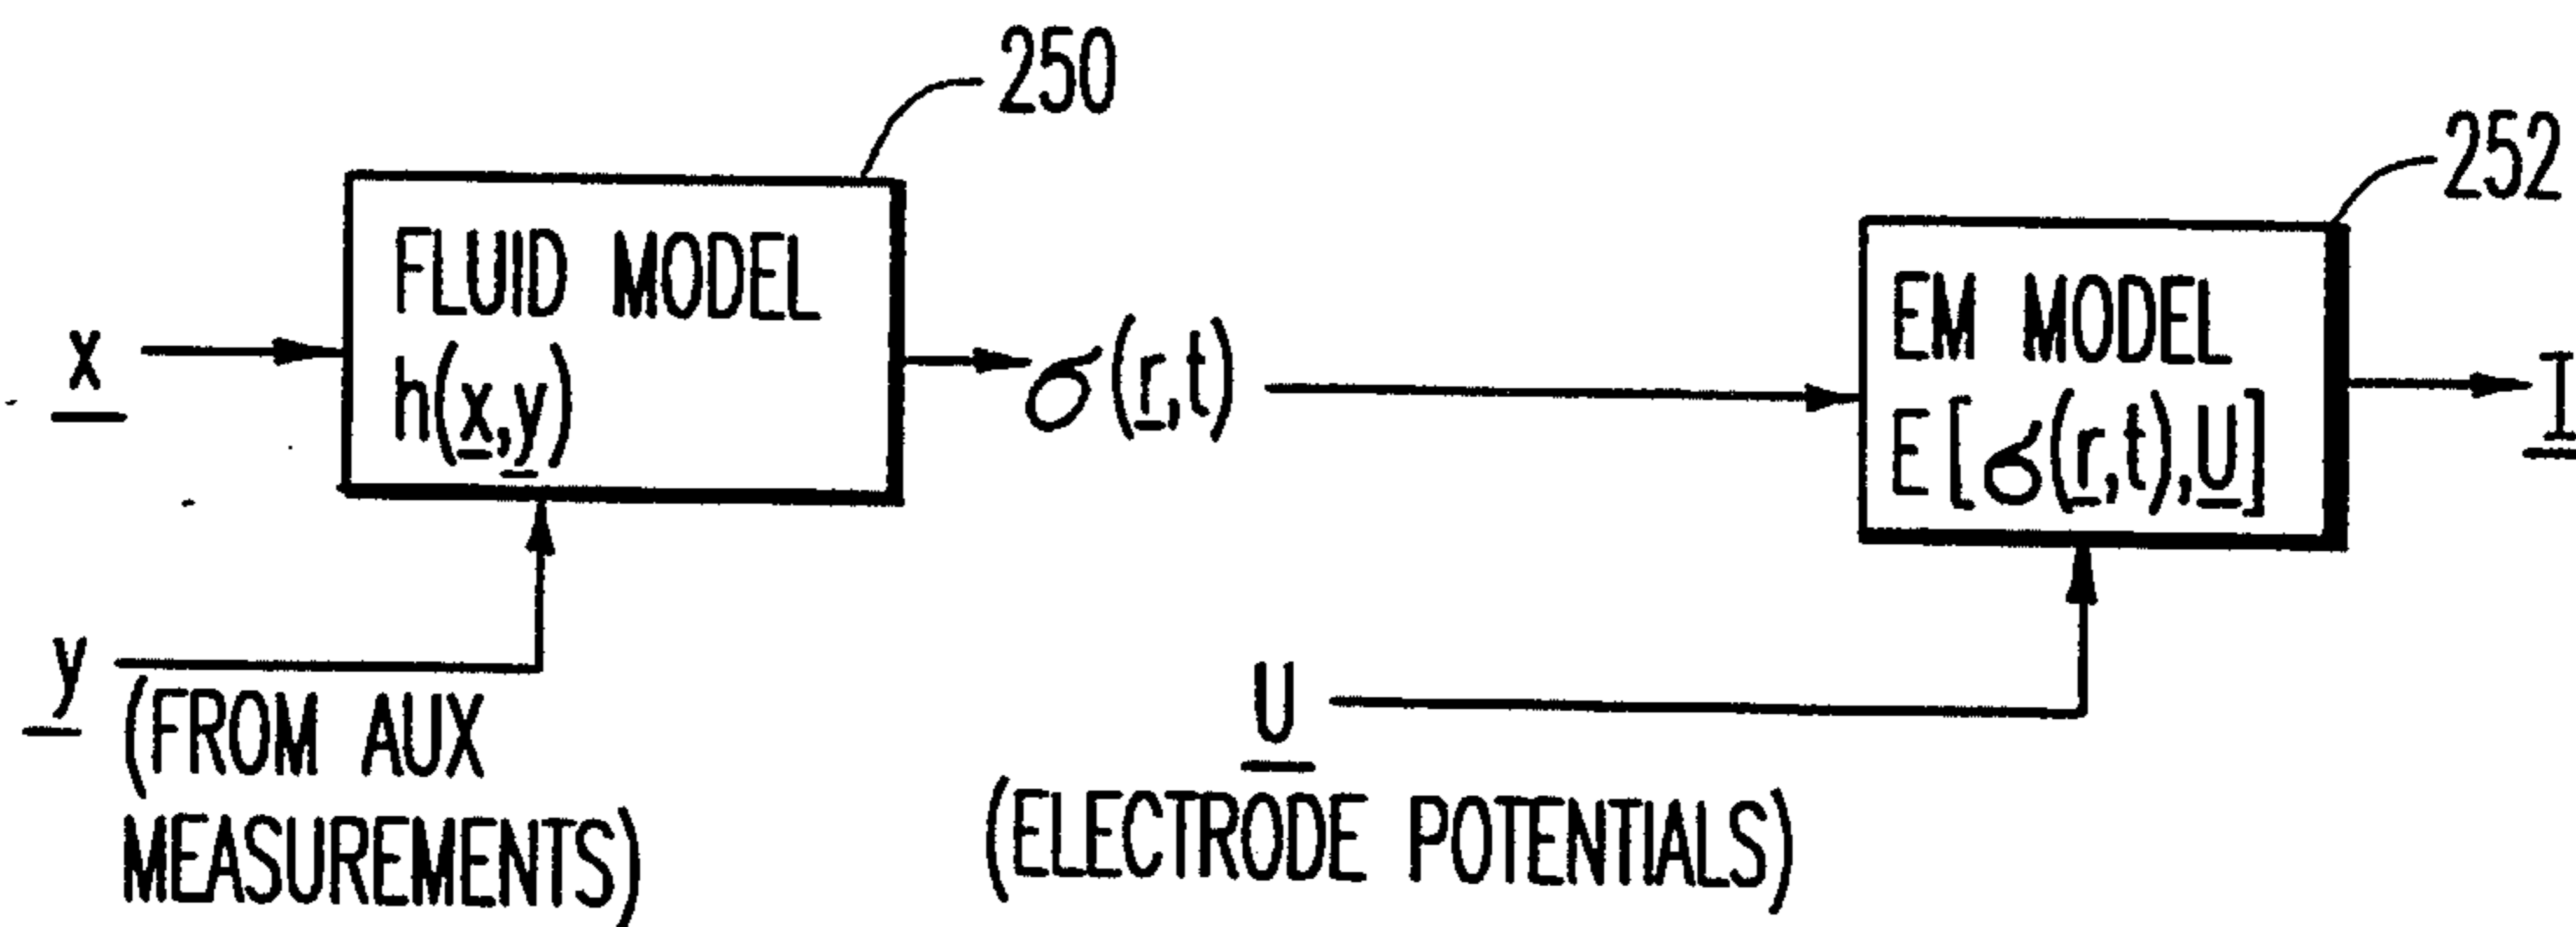 250
252
FLUID MODEL
h(x,y)
x
σ(r,t)
EM MODEL
E[σ(r,t),U]
I
y
(FROM AUX
MEASUREMENTS)
U
(ELECTRODE POTENTIALS)